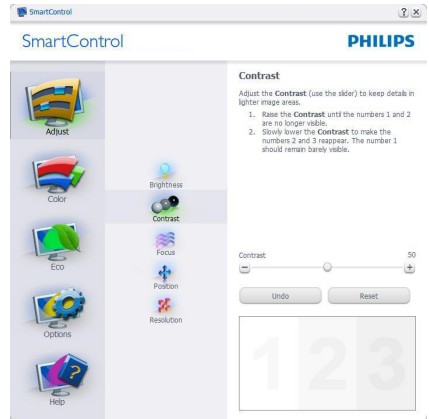 SmartControl
SmartControl
PHILIPS
Adjust
Color
Eco
Options
Help
Brightness
Contrast
Focus
Position
Resolution
Contrast
Adjust the Contrast (use the slider) to keep details in
lighter image areas.
1. Raise the Contrast until the numbers 1 and 2
are no longer visible.
2. Slowly lower the Contrast to make the
numbers 2 and 3 reappear. The number 1
should remain barely visible.
Contrast 50
Undo Reset
1 2 3